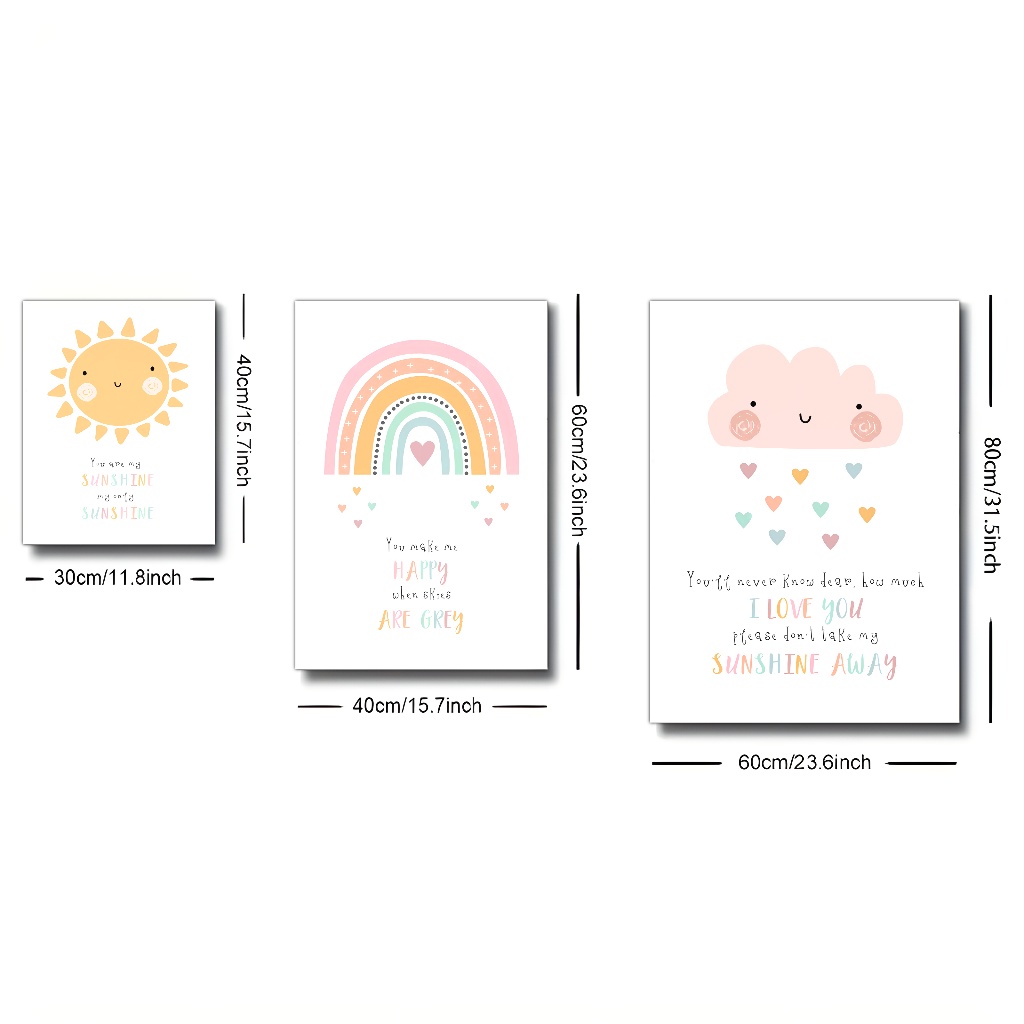 You are my
SUNSHINE
my only
SUNSHINE
40cm/15.7inch
30cm/11.8inch
You make me
HAPPY
when skies
ARE GREY
60cm/23.6inch
40cm/15.7inch
You'll never know dear, how much
I LOVE YOU
please don't take my
SUNSHINE AWAY
80cm/31.5inch
60cm/23.6inch